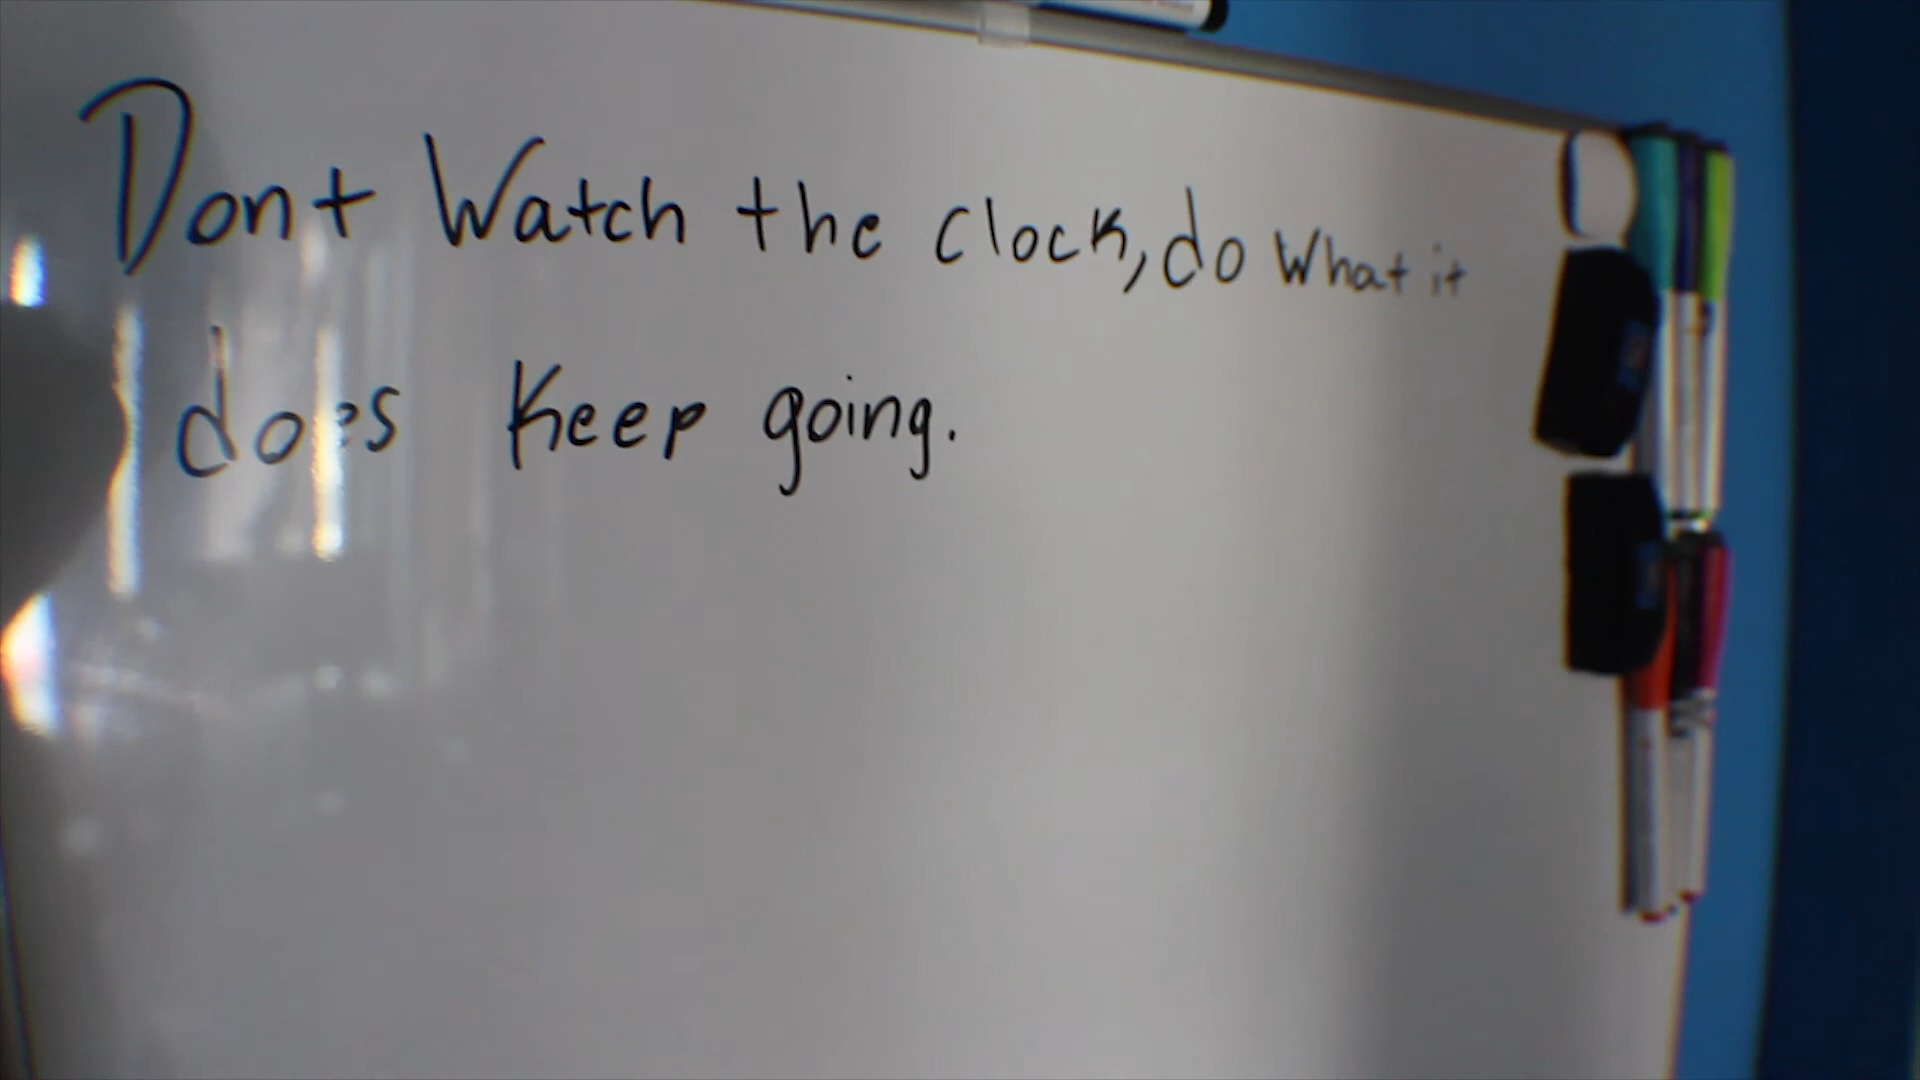 Dont Watch the clock, do What it
does Keep going.